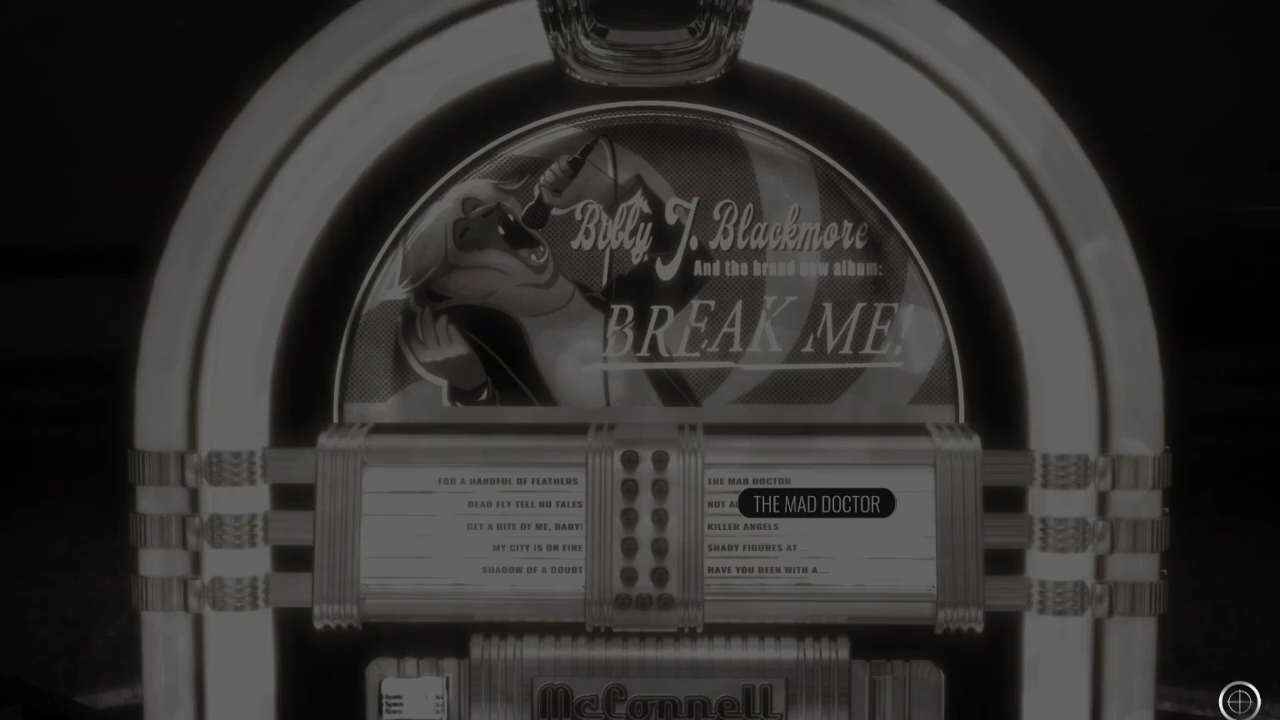 Billy J. Blackmore
And the brand new album:
BREAK ME!
FOR A HANDFUL OF FEATHERS
DEAD FLY TELL NO TALES
GET A BITE OF ME, BABY!
MY CITY IS ON FIRE
SHADOW OF A DOUBT
THE MAD DOCTOR
THE MAD DOCTOR
KILLER ANGELS
SHADY FIGURES AT ...
HAVE YOU BEEN WITH A ...
McConnell